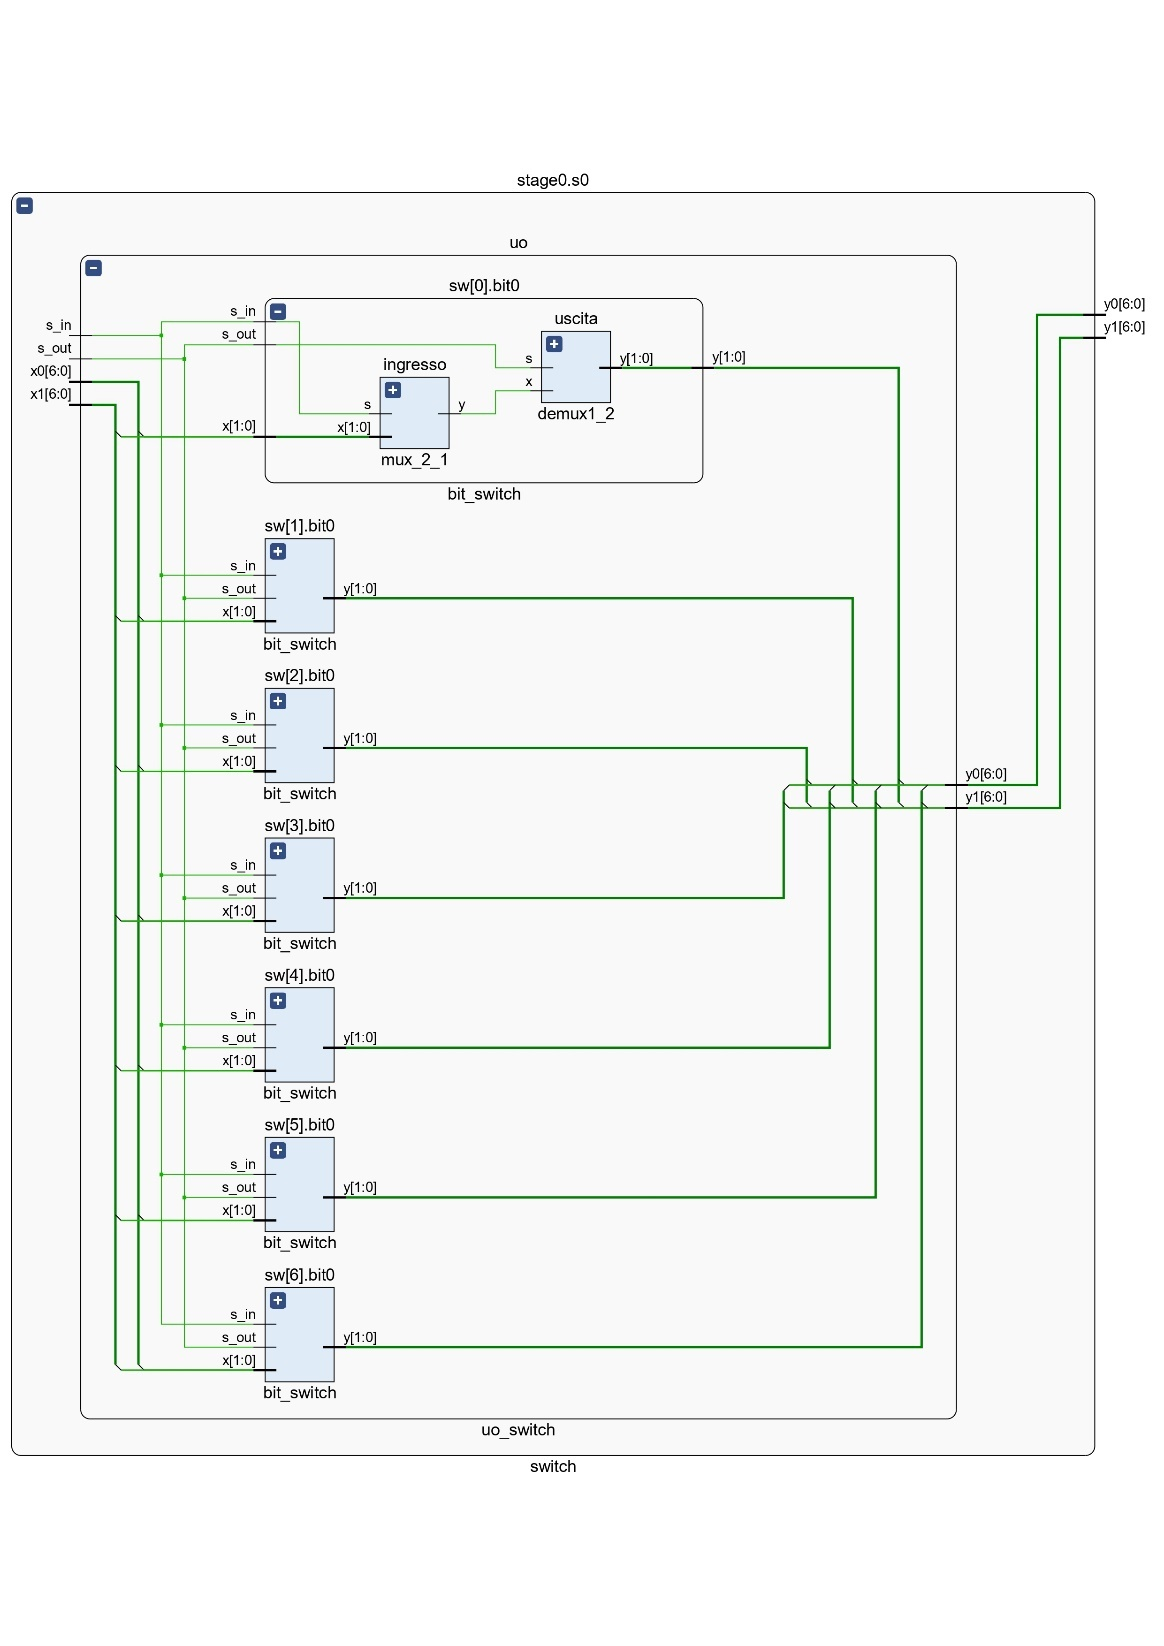 stage0.s0
uo
sw[0].bit0
s_in
s_out
x0[6:0]
x1[6:0]
s_in
s_out
x[1:0]
ingresso
s
x[1:0]
y
mux_2_1
uscita
s
x
y[1:0]
demux1_2
y[1:0]
bit_switch
y0[6:0]
y1[6:0]
sw[1].bit0
s_in
s_out
x[1:0]
y[1:0]
bit_switch
sw[2].bit0
s_in
s_out
x[1:0]
y[1:0]
bit_switch
y0[6:0]
y1[6:0]
sw[3].bit0
s_in
s_out
x[1:0]
y[1:0]
bit_switch
sw[4].bit0
s_in
s_out
x[1:0]
y[1:0]
bit_switch
sw[5].bit0
s_in
s_out
x[1:0]
y[1:0]
bit_switch
sw[6].bit0
s_in
s_out
x[1:0]
y[1:0]
bit_switch
uo_switch
switch